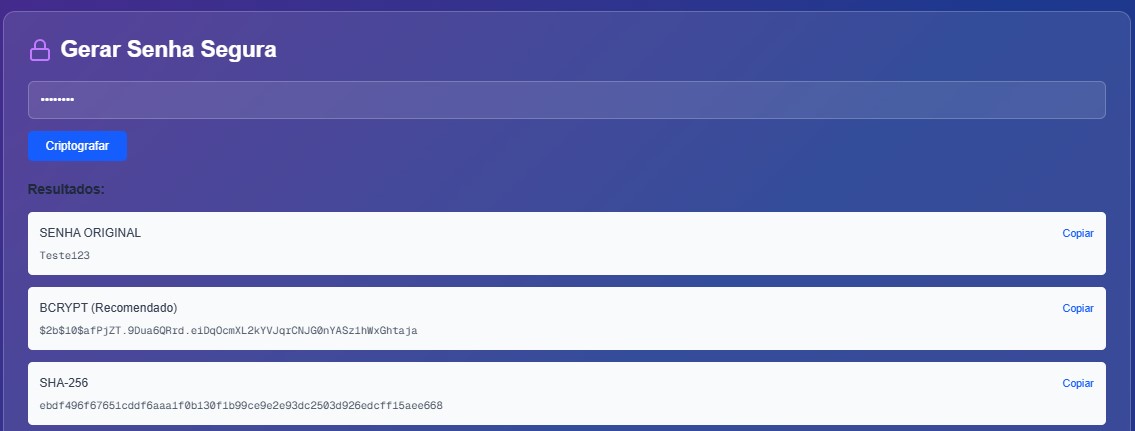 Gerar Senha Segura
••••••••
Criptografar
Resultados:
SENHA ORIGINAL
Copiar
Teste123
BCRYPT (Recomendado)
Copiar
$2b$10$afPjZT.9Dua6QRrd.eiDqOcmXL2kYVJqrCNJG0nYASzihWxGhtaja
SHA-256
Copiar
ebdf496f67651cddf6aaa1f0b130f1b99ce9e2e93dc2503d926edcff15aee668